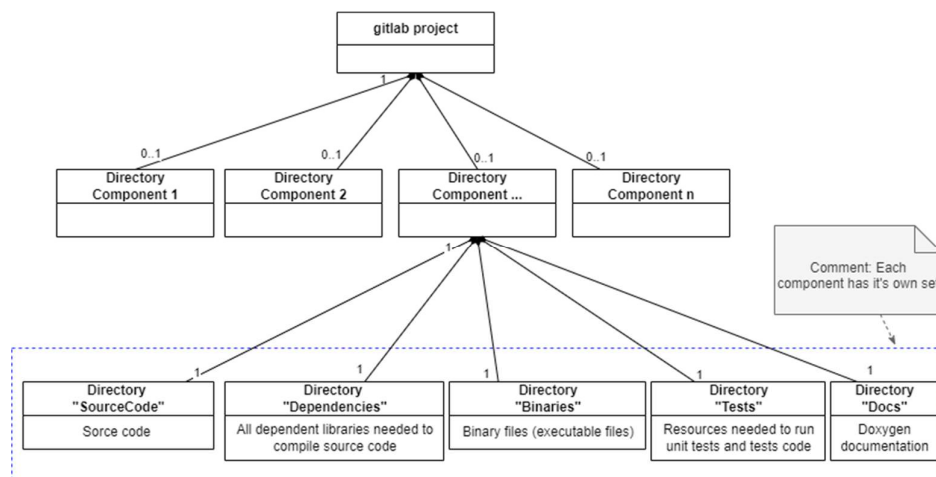 gitlab project
1
0..1
0..1
0..1
0..1
Directory
Component 1
Directory
Component 2
Directory
Component ...
Directory
Component n
1
Comment: Each
component has it's own set
1
1
1
1
1
Directory
"SourceCode"
Sorce code
Directory
"Dependencies"
All dependent libraries needed to
compile source code
Directory
"Binaries"
Binary files (executable files)
Directory
"Tests"
Resources needed to run
unit tests and tests code
Directory
"Docs"
Doxygen
documentation